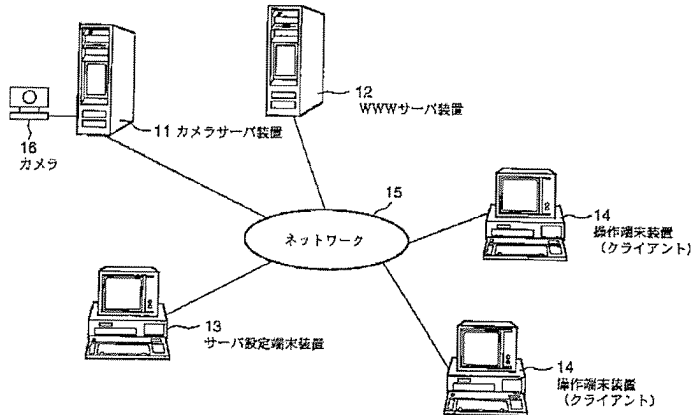 12
WWWサーバ装置
11 カメラサーバ装置
16
カメラ
15
ネットワーク
14
操作端末装置
(クライアント)
13
サーバ設定端末装置
14
操作端末装置
(クライアント)